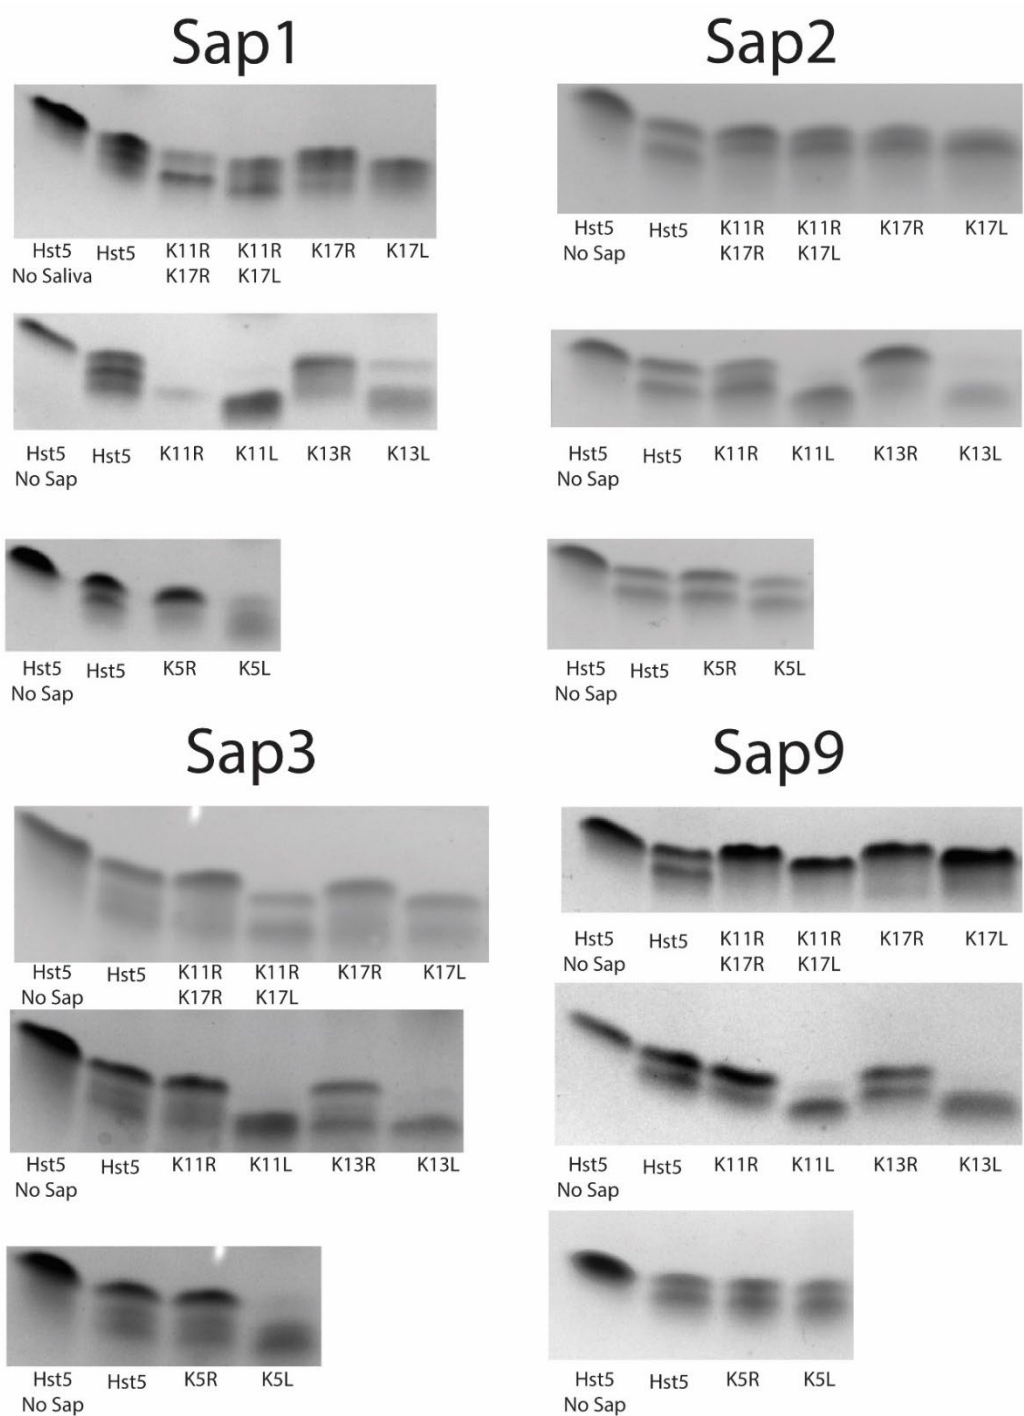 Sap1
Hst5 Hst5 K11R K11R K17R K17L
No Saliva K17R K17L
Hst5 Hst5 K11R K11L K13R K13L
No Sap
Hst5 Hst5 K5R K5L
No Sap
Sap2
Hst5 Hst5 K11R K11R K17R K17L
No Sap K17R K17L
Hst5 Hst5 K11R K11L K13R K13L
No Sap
Hst5 Hst5 K5R K5L
No Sap
Sap3
Hst5 Hst5 K11R K11R K17R K17L
No Sap K17R K17L
Hst5 Hst5 K11R K11L K13R K13L
No Sap
Hst5 Hst5 K5R K5L
No Sap
Sap9
Hst5 Hst5 K11R K11R K17R K17L
No Sap K17R K17L
Hst5 Hst5 K11R K11L K13R K13L
No Sap
Hst5 Hst5 K5R K5L
No Sap